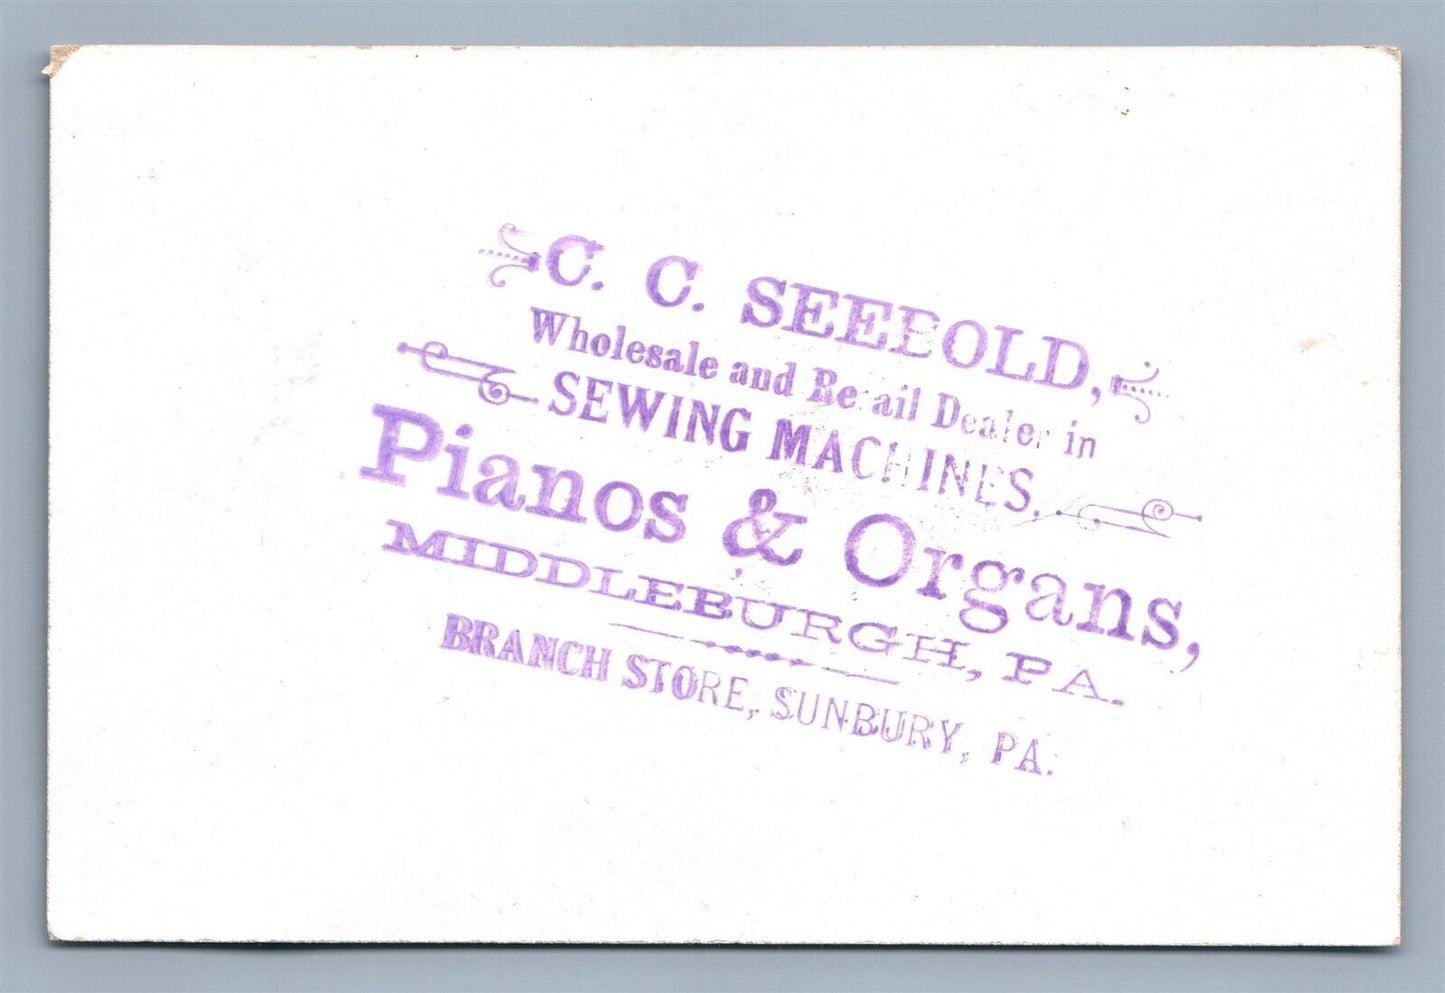 C. C. SEEBOLD,
Wholesale and Retail Dealer in
SEWING MACHINES,
Pianos & Organs,
MIDDLEBURGH, PA.
BRANCH STORE, SUNBURY, PA.